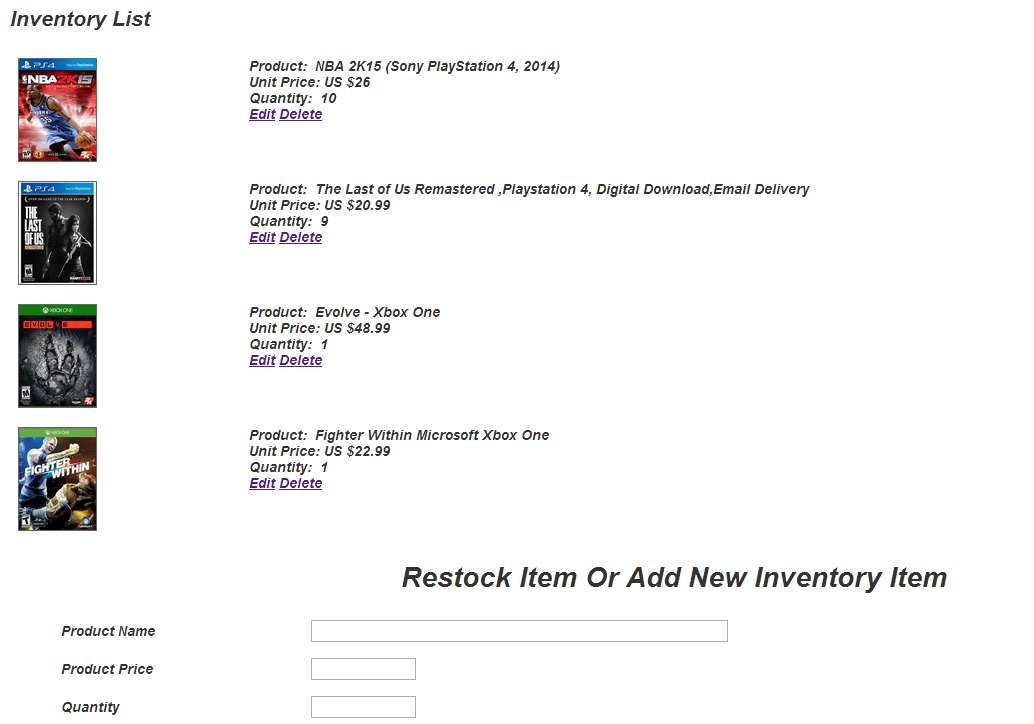 Inventory List
PS4
NBA 2K15
Product: NBA 2K15 (Sony PlayStation 4, 2014)
Unit Price: US $26
Quantity: 10
Edit Delete
PS4
THE
LAST
OF US
Product: The Last of Us Remastered ,Playstation 4, Digital Download,Email Delivery
Unit Price: US $20.99
Quantity: 9
Edit Delete
XBOX ONE
EVOLVE
Product: Evolve - Xbox One
Unit Price: US $48.99
Quantity: 1
Edit Delete
XBOX ONE
FIGHTER
WITHIN
Product: Fighter Within Microsoft Xbox One
Unit Price: US $22.99
Quantity: 1
Edit Delete
Restock Item Or Add New Inventory Item
Product Name
Product Price
Quantity